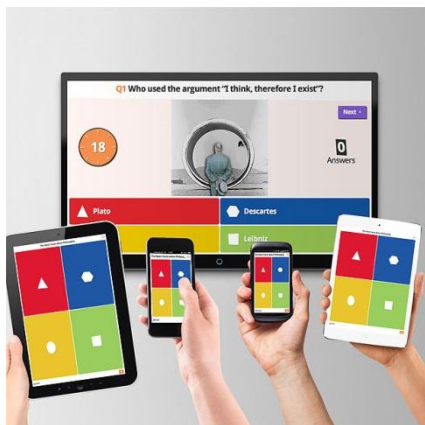 Q1 Who used the argument "I think, therefore I exist"?
Next
18
0
Answers
Plato
Descartes
Leibniz